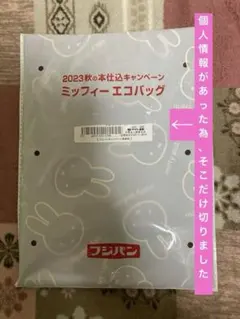 2023秋の本仕込キャンペーン
ミッフィー エコバッグ
フジパン
個人情報があった為、そこだけ切りました
←